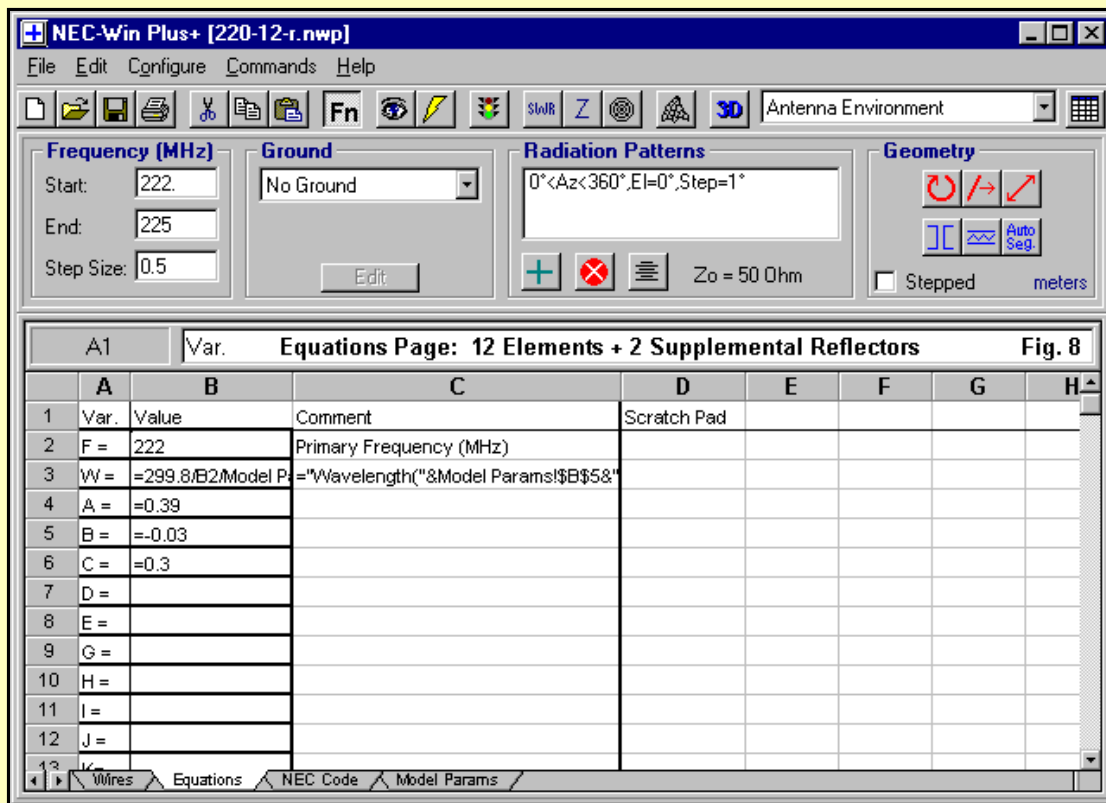 NEC-Win Plus+ [220-12-r.nwp]
File Edit Configure Commands Help
Fn SWR Z 3D Antenna Environment
Frequency (MHz)
Start: 222.
End: 225
Step Size: 0.5
Ground
No Ground
Edit
Radiation Patterns
0°<Az<360°,El=0°,Step=1°
Zo = 50 Ohm
Geometry
Auto Seg.
Stepped meters
A1 Var. Equations Page: 12 Elements + 2 Supplemental Reflectors Fig. 8
A B C D E F G H
1 Var. Value Comment Scratch Pad
2 F = 222 Primary Frequency (MHz)
3 W = =299.8/B2/Model P ="Wavelength("&Model Params!$B$5&"
4 A = =0.39
5 B = =-0.03
6 C = =0.3
7 D =
8 E =
9 G =
10 H =
11 I =
12 J =
13 K=
Wires Equations NEC Code Model Params